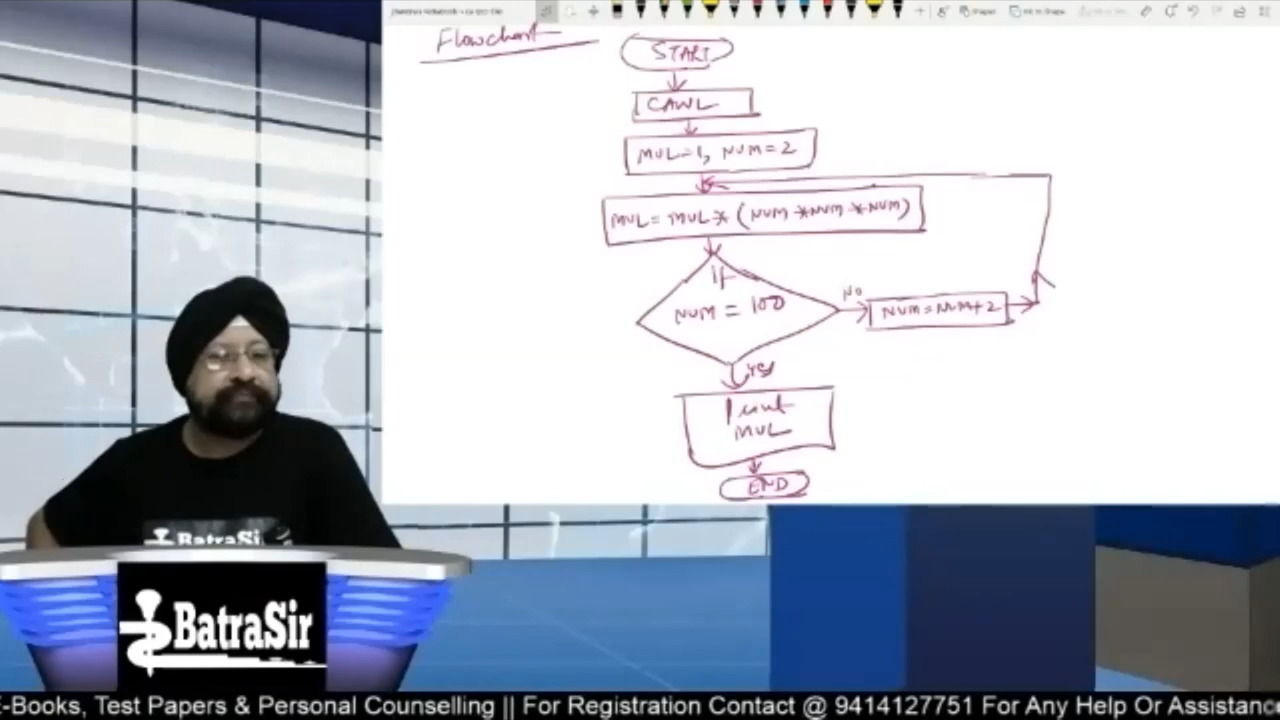 Flowchart
START
CAWL
MUL=1, NUM=2
MUL= MUL* (NUM *NUM *NUM)
If
NUM = 100
NO
NUM=NUM+2
Yes
Print
MUL
END
BatraSi
BatraSir
E-Books, Test Papers & Personal Counselling || For Registration Contact @ 9414127751 For Any Help Or Assistanc